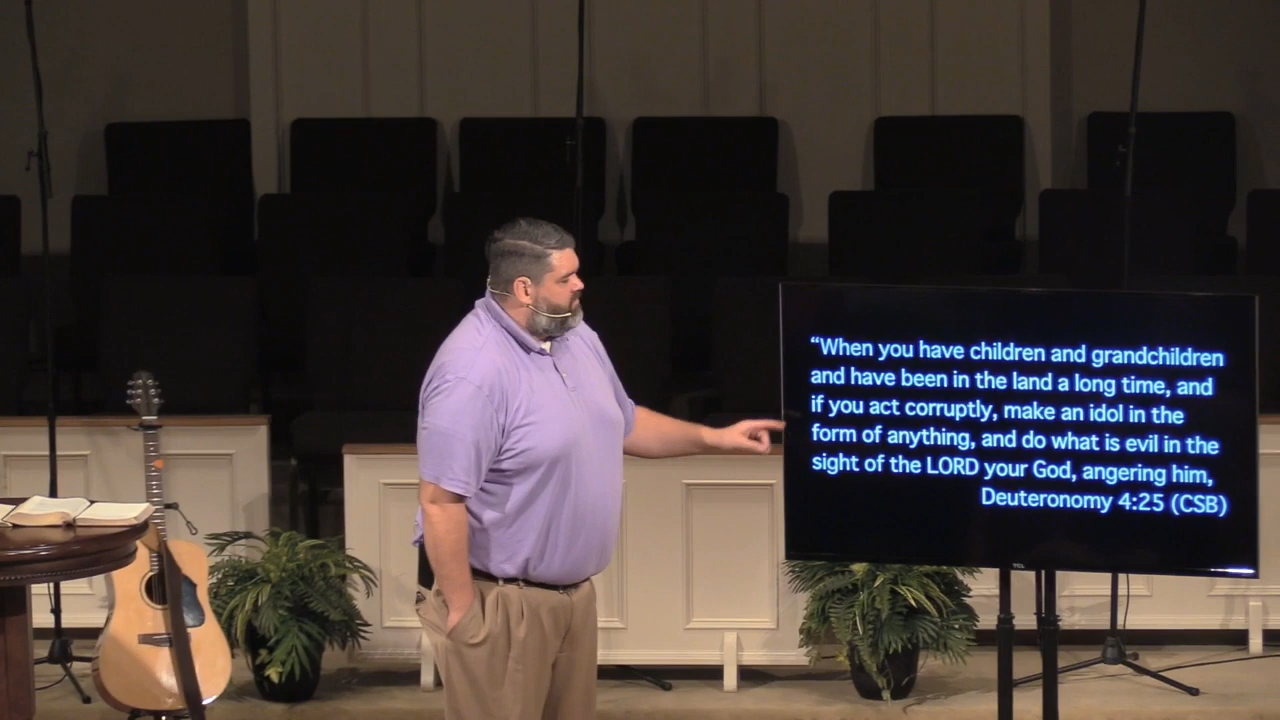 “When you have children and grandchildren
and have been in the land a long time, and
if you act corruptly, make an idol in the
form of anything, and do what is evil in the
sight of the LORD your God, angering him,
Deuteronomy 4:25 (CSB)
TCL